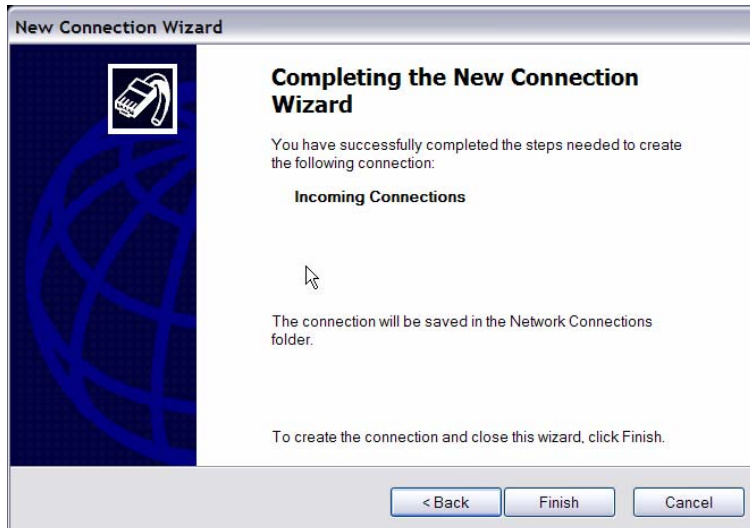 New Connection Wizard
Completing the New Connection
Wizard
You have successfully completed the steps needed to create
the following connection:
Incoming Connections
The connection will be saved in the Network Connections
folder.
To create the connection and close this wizard, click Finish.
< Back Finish Cancel